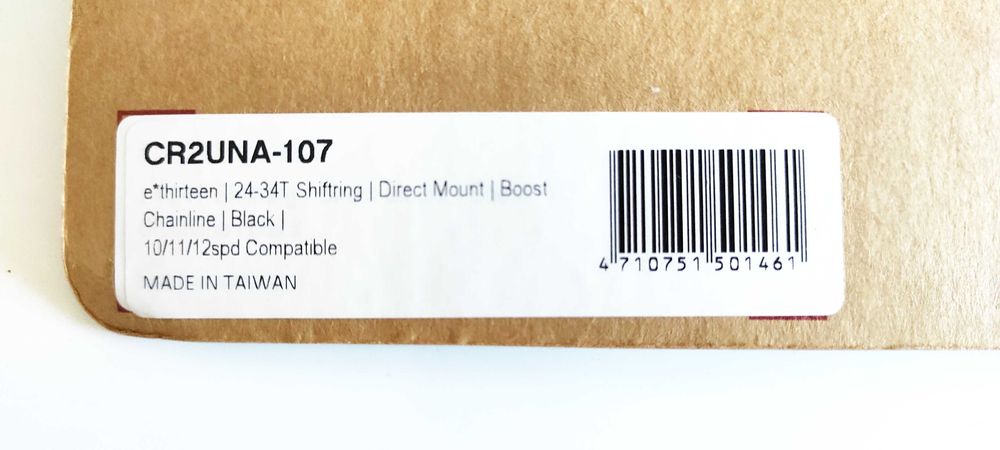 CR2UNA-107
e*thirteen | 24-34T Shiftring | Direct Mount | Boost
Chainline | Black |
10/11/12spd Compatible
MADE IN TAIWAN
4 710751 501461